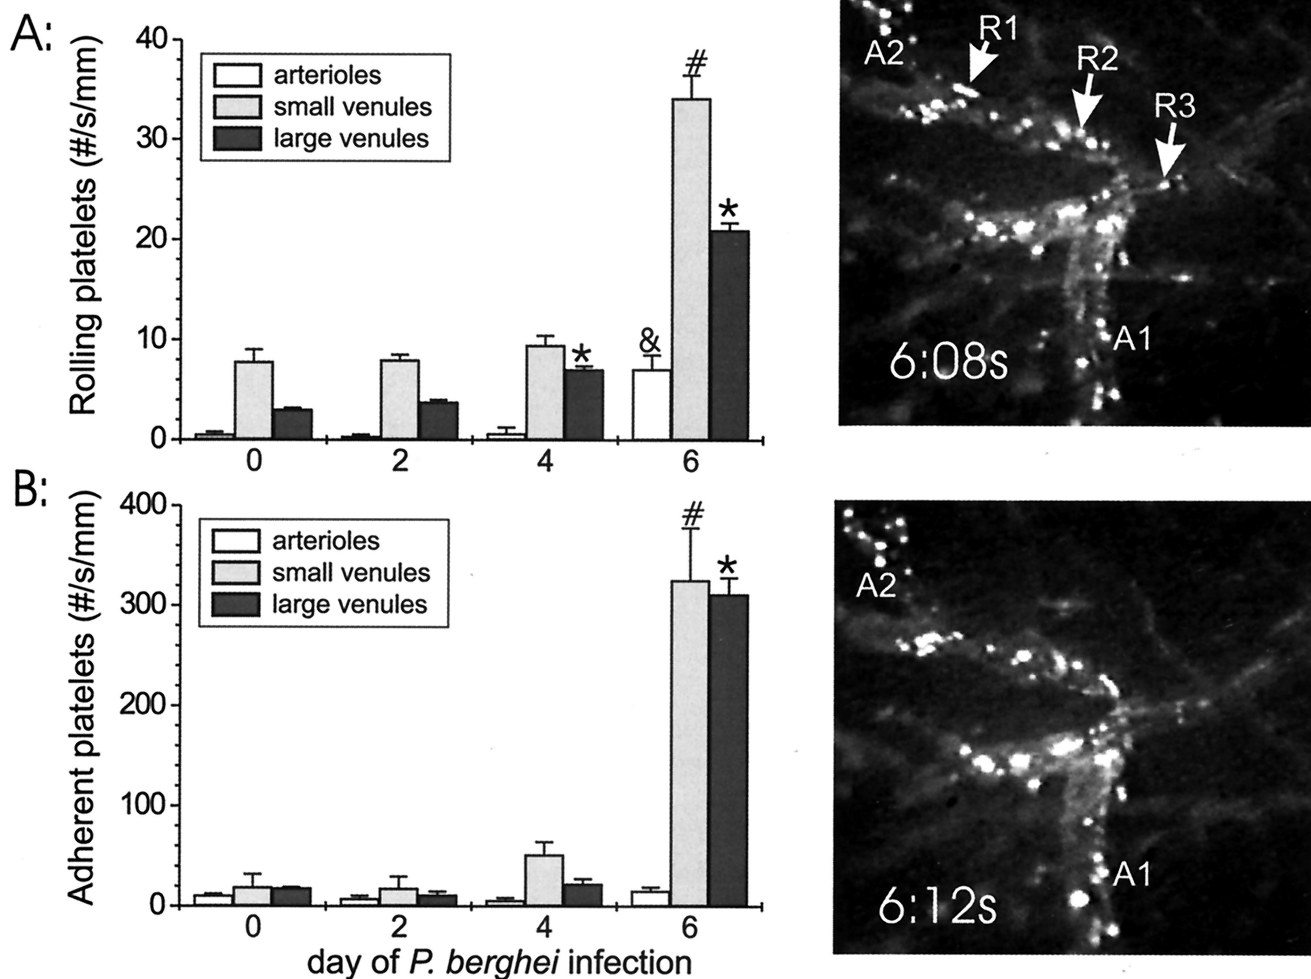 A:
Rolling platelets (#/s/mm)
40
30
20
10
0
arterioles
small venules
large venules
*
&
#
*
0 2 4 6
A2
R1
R2
R3
A1
6:08s
B:
Adherent platelets (#/s/mm)
400
300
200
100
0
arterioles
small venules
large venules
#
*
0 2 4 6
day of P. berghei infection
A2
A1
6:12s